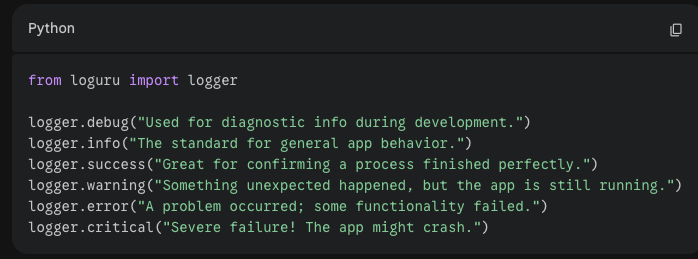 Python
from loguru import logger
logger.debug("Used for diagnostic info during development.")
logger.info("The standard for general app behavior.")
logger.success("Great for confirming a process finished perfectly.")
logger.warning("Something unexpected happened, but the app is still running.")
logger.error("A problem occurred; some functionality failed.")
logger.critical("Severe failure! The app might crash.")